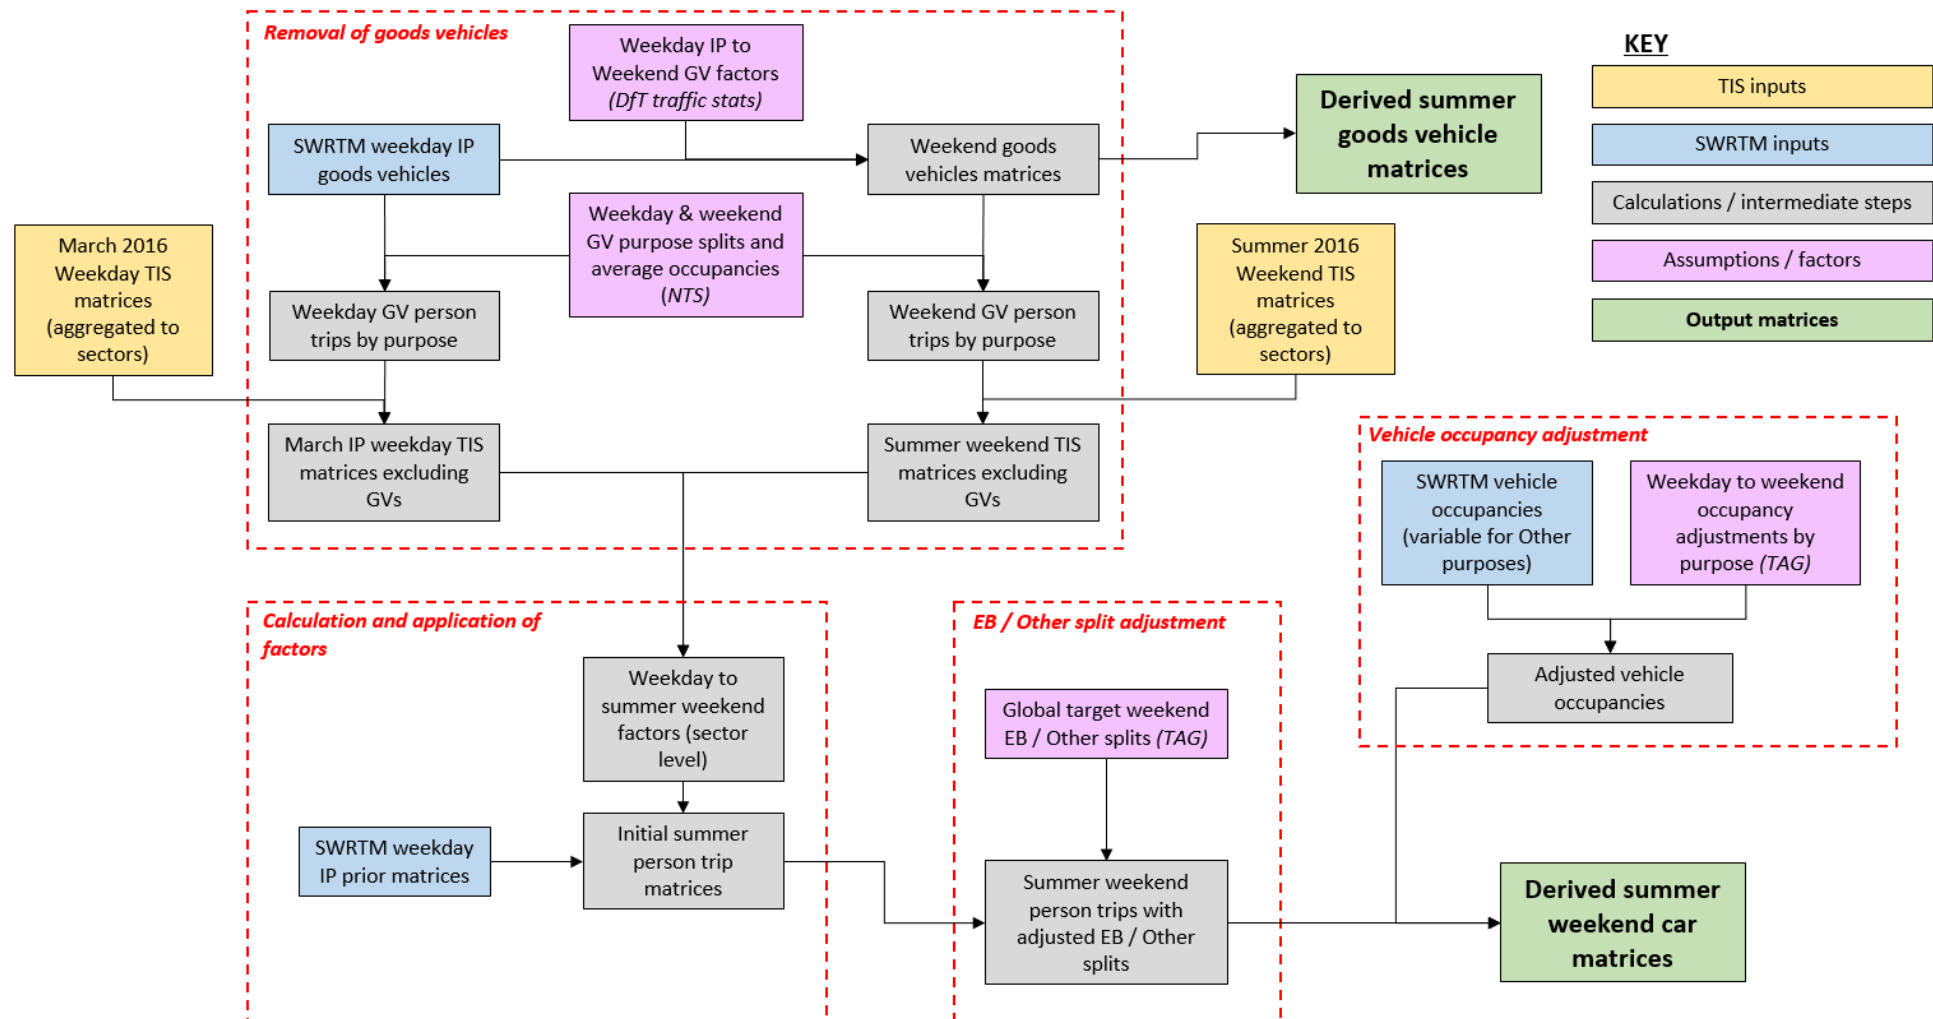 Removal of goods vehicles
Weekday IP to
Weekend GV factors
(DfT traffic stats)
SWRTM weekday IP
goods vehicles
Weekend goods
vehicles matrices
Derived summer
goods vehicle
matrices
KEY
TIS inputs
SWRTM inputs
Calculations / intermediate steps
Assumptions / factors
Output matrices
March 2016
Weekday TIS
matrices
(aggregated to
sectors)
Weekday & weekend
GV purpose splits and
average occupancies
(NTS)
Summer 2016
Weekend TIS
matrices
(aggregated to
sectors)
Weekday GV person
trips by purpose
Weekend GV person
trips by purpose
March IP weekday TIS
matrices excluding
GVs
Summer weekend TIS
matrices excluding
GVs
Vehicle occupancy adjustment
SWRTM vehicle
occupancies
(variable for Other
purposes)
Weekday to weekend
occupancy
adjustments by
purpose (TAG)
Adjusted vehicle
occupancies
Calculation and application of
factors
Weekday to
summer weekend
factors (sector
level)
SWRTM weekday
IP prior matrices
Initial summer
person trip
matrices
EB / Other split adjustment
Global target weekend
EB / Other splits (TAG)
Summer weekend
person trips with
adjusted EB / Other
splits
Derived summer
weekend car
matrices